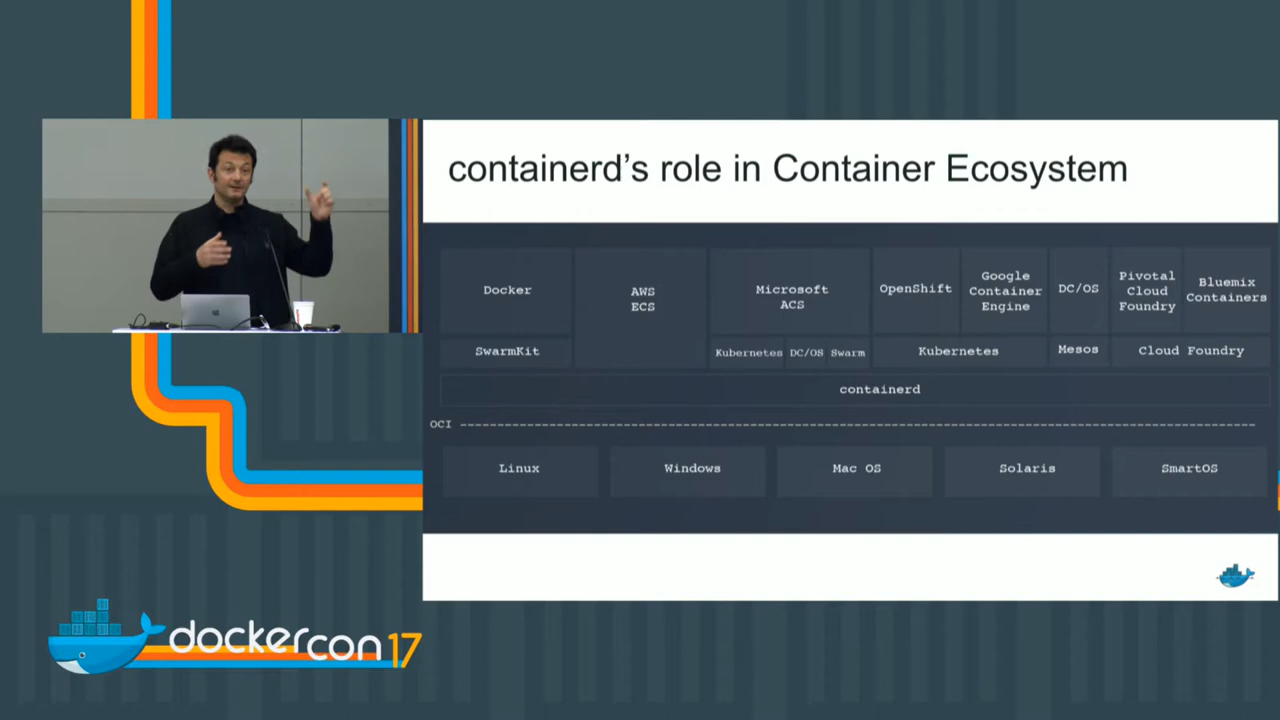 containerd's role in Container Ecosystem
Docker
AWS
ECS
Microsoft
ACS
OpenShift
Google
Container
Engine
DC/OS
Pivotal
Cloud
Foundry
Bluemix
Containers
SwarmKit
Kubernetes DC/OS Swarm
Kubernetes
Mesos
Cloud Foundry
containerd
OCI
Linux
Windows
Mac OS
Solaris
SmartOS
dockercon 17